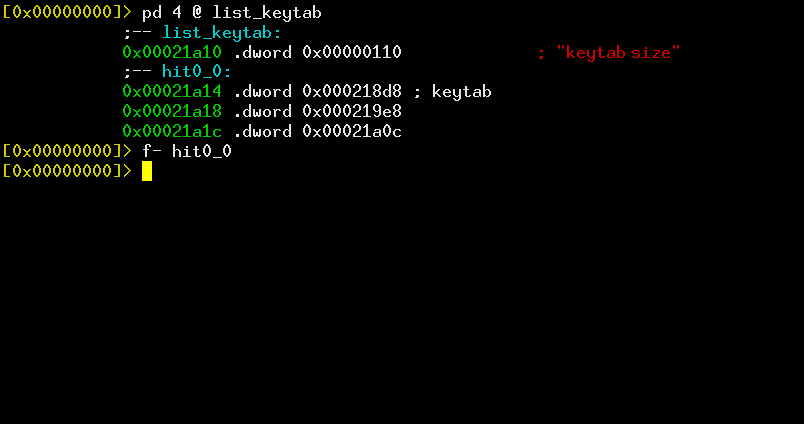 [0x00000000]> pd 4 @ list_keytab
;-- list_keytab:
0x00021a10 .dword 0x00000110 ; "keytab size"
;-- hit0_0:
0x00021a14 .dword 0x000218d8 ; keytab
0x00021a18 .dword 0x000219e8
0x00021a1c .dword 0x00021a0c
[0x00000000]> f- hit0_0
[0x00000000]>